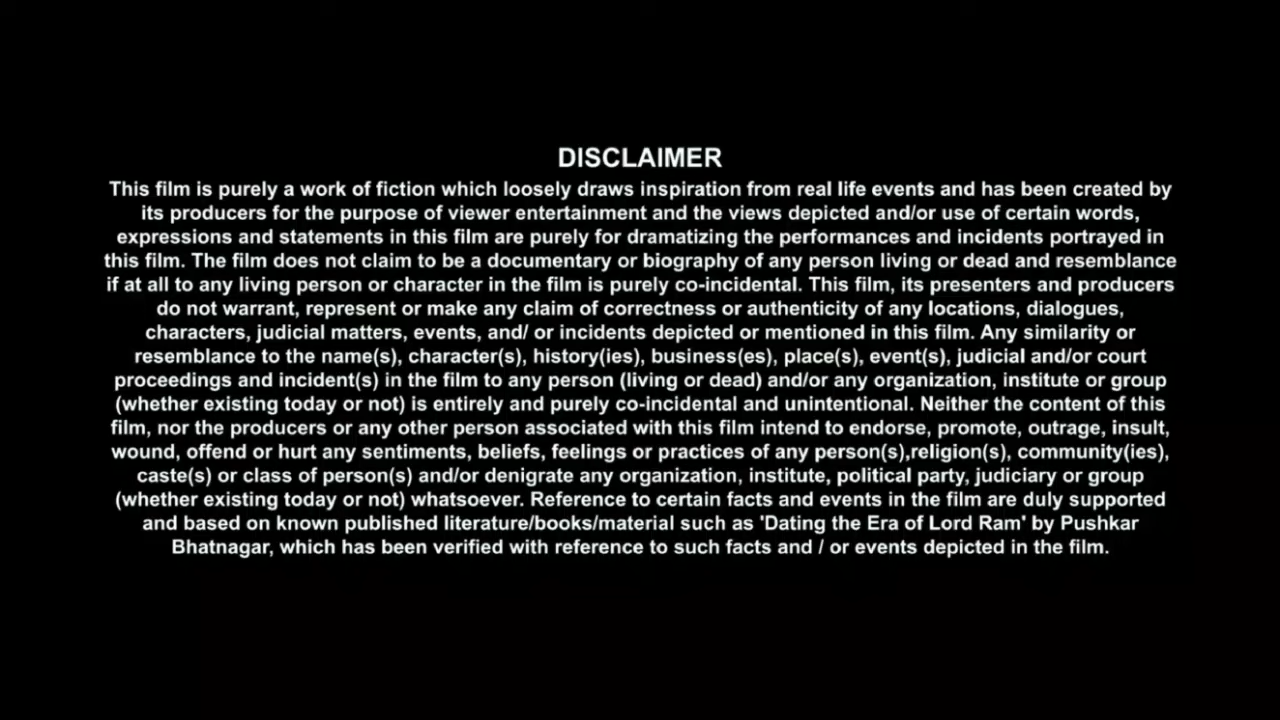 DISCLAIMER
This film is purely a work of fiction which loosely draws inspiration from real life events and has been created by
its producers for the purpose of viewer entertainment and the views depicted and/or use of certain words,
expressions and statements in this film are purely for dramatizing the performances and incidents portrayed in
this film. The film does not claim to be a documentary or biography of any person living or dead and resemblance
if at all to any living person or character in the film is purely co-incidental. This film, its presenters and producers
do not warrant, represent or make any claim of correctness or authenticity of any locations, dialogues,
characters, judicial matters, events, and/ or incidents depicted or mentioned in this film. Any similarity or
resemblance to the name(s), character(s), history(ies), business(es), place(s), event(s), judicial and/or court
proceedings and incident(s) in the film to any person (living or dead) and/or any organization, institute or group
(whether existing today or not) is entirely and purely co-incidental and unintentional. Neither the content of this
film, nor the producers or any other person associated with this film intend to endorse, promote, outrage, insult,
wound, offend or hurt any sentiments, beliefs, feelings or practices of any person(s),religion(s), community(ies),
caste(s) or class of person(s) and/or denigrate any organization, institute, political party, judiciary or group
(whether existing today or not) whatsoever. Reference to certain facts and events in the film are duly supported
and based on known published literature/books/material such as 'Dating the Era of Lord Ram' by Pushkar
Bhatnagar, which has been verified with reference to such facts and / or events depicted in the film.